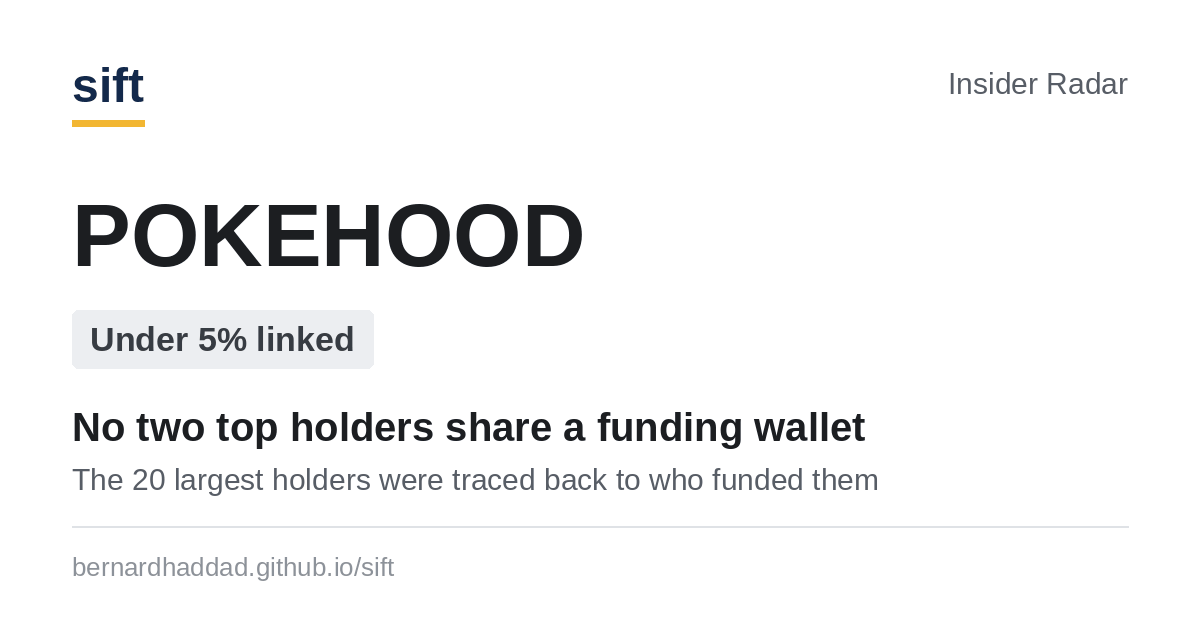 sift
Insider Radar
POKEHOOD
Under 5% linked
No two top holders share a funding wallet
The 20 largest holders were traced back to who funded them
bernardhaddad.github.io/sift